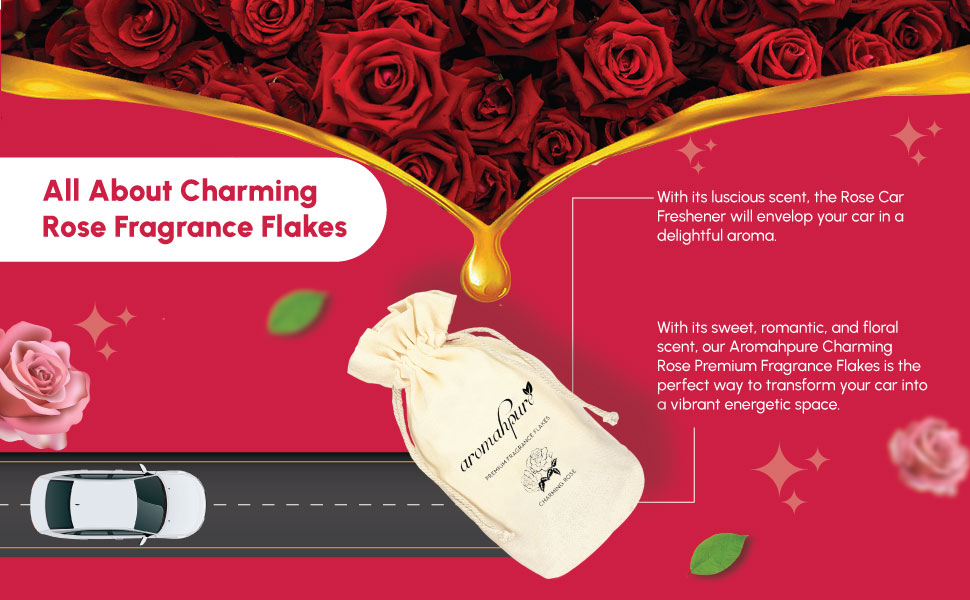 All About Charming
Rose Fragrance Flakes
With its luscious scent, the Rose Car
Freshener will envelop your car in a
delightful aroma.
With its sweet, romantic, and floral
scent, our Aromahpure Charming
Rose Premium Fragrance Flakes is the
perfect way to transform your car into
a vibrant energetic space.
aromahpure
PREMIUM FRAGRANCE FLAKES
CHARMING ROSE